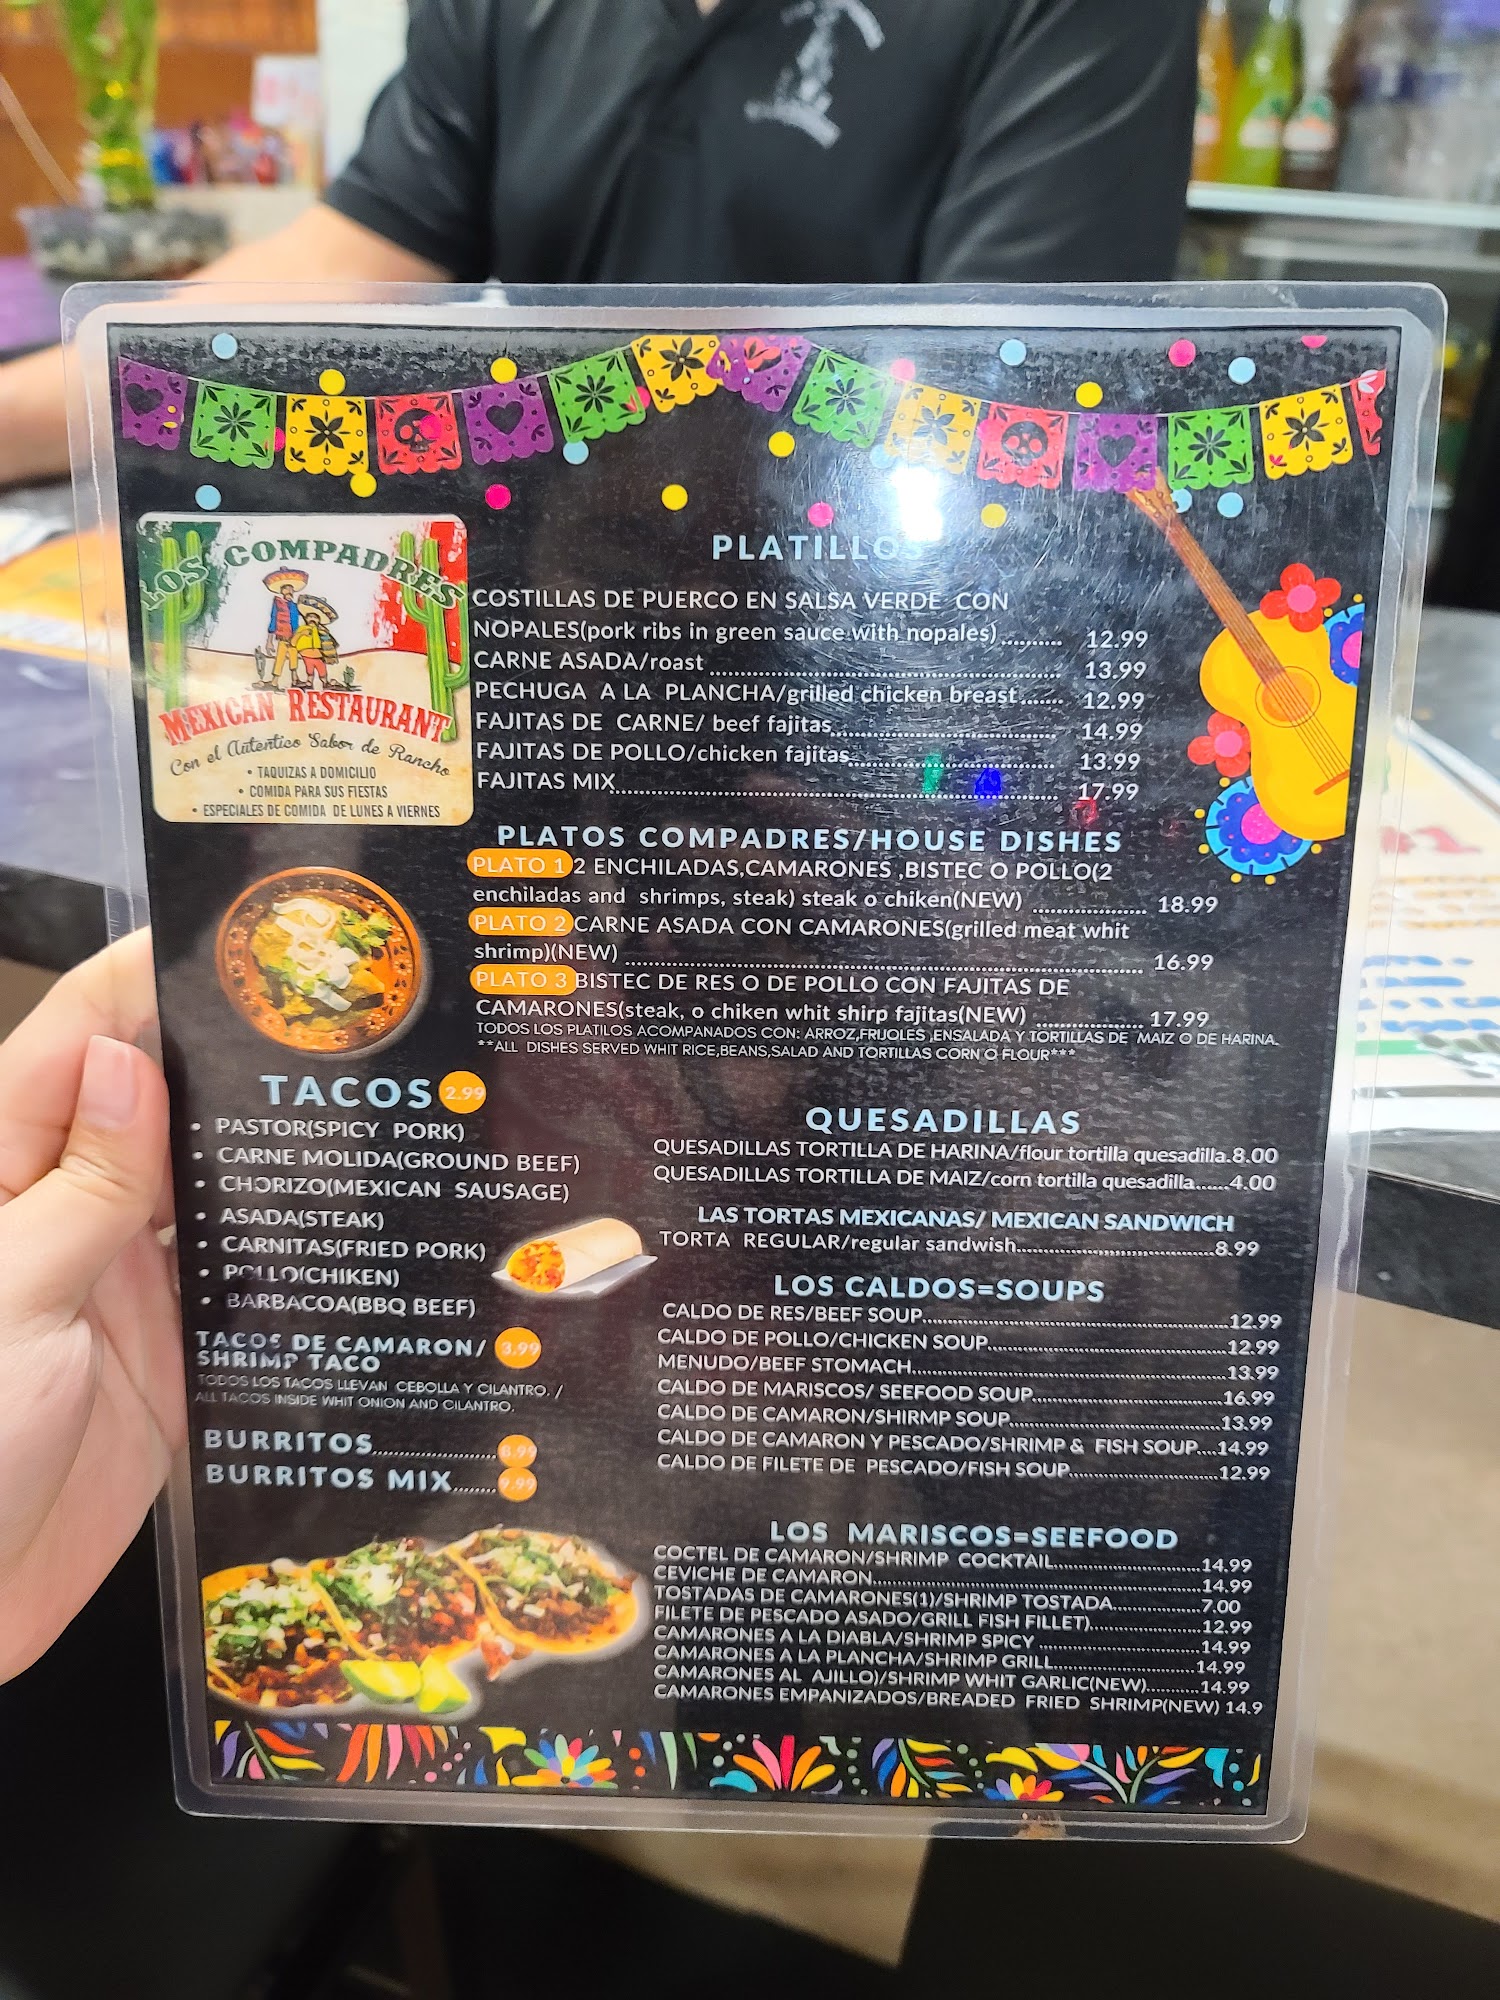 LOS COMPADRES
MEXICAN RESTAURANT
Con el Autentico Sabor de Rancho
• TAQUIZAS A DOMICILIO
• COMIDA PARA SUS FIESTAS
• ESPECIALES DE COMIDA DE LUNES A VIERNES
PLATILLOS
COSTILLAS DE PUERCO EN SALSA VERDE CON
NOPALES(pork ribs in green sauce with nopales).......... 12.99
CARNE ASADA/roast .......... 13.99
PECHUGA A LA PLANCHA/grilled chicken breast....... 12.99
FAJITAS DE CARNE/ beef fajitas.......... 14.99
FAJITAS DE POLLO/chicken fajitas.......... 13.99
FAJITAS MIX.......... 17.99
PLATOS COMPADRES/HOUSE DISHES
PLATO 1 2 ENCHILADAS,CAMARONES ,BISTEC O POLLO(2
enchiladas and shrimps, steak) steak o chiken(NEW) .......... 18.99
PLATO 2 CARNE ASADA CON CAMARONES(grilled meat whit
shrimp)(NEW) .......... 16.99
PLATO 3 BISTEC DE RES O DE POLLO CON FAJITAS DE
CAMARONES(steak, o chiken whit shirp fajitas(NEW) .......... 17.99
TODOS LOS PLATILOS ACOMPANADOS CON: ARROZ,FRIJOLES ,ENSALADA Y TORTILLAS DE MAIZ O DE HARINA.
**ALL DISHES SERVED WHIT RICE,BEANS,SALAD AND TORTILLAS CORN O FLOUR***
TACOS 2.99
• PASTOR(SPICY PORK)
• CARNE MOLIDA(GROUND BEEF)
• CHORIZO(MEXICAN SAUSAGE)
• ASADA(STEAK)
• CARNITAS(FRIED PORK)
• POLLO(CHIKEN)
• BARBACOA(BBQ BEEF)
TACOS DE CAMARON/ 3.99
SHRIMP TACO
TODOS LOS TACOS LLEVAN CEBOLLA Y CILANTRO. /
ALL TACOS INSIDE WHIT ONION AND CILANTRO.
BURRITOS.......... 8.99
BURRITOS MIX........ 9.99
QUESADILLAS
QUESADILLAS TORTILLA DE HARINA/flour tortilla quesadilla.8.00
QUESADILLAS TORTILLA DE MAIZ/corn tortilla quesadilla......4.00
LAS TORTAS MEXICANAS/ MEXICAN SANDWICH
TORTA REGULAR/regular sandwish..........8.99
LOS CALDOS=SOUPS
CALDO DE RES/BEEF SOUP..........12.99
CALDO DE POLLO/CHICKEN SOUP..........12.99
MENUDO/BEEF STOMACH..........13.99
CALDO DE MARISCOS/ SEEFOOD SOUP..........16.99
CALDO DE CAMARON/SHIRMP SOUP..........13.99
CALDO DE CAMARON Y PESCADO/SHRIMP & FISH SOUP....14.99
CALDO DE FILETE DE PESCADO/FISH SOUP..........12.99
LOS MARISCOS=SEEFOOD
COCTEL DE CAMARON/SHRIMP COCKTAIL..........14.99
CEVICHE DE CAMARON..........14.99
TOSTADAS DE CAMARONES(1)/SHRIMP TOSTADA..........7.00
FILETE DE PESCADO ASADO/GRILL FISH FILLET)..........12.99
CAMARONES A LA DIABLA/SHRIMP SPICY ..........14.99
CAMARONES A LA PLANCHA/SHRIMP GRILL..........14.99
CAMARONES AL AJILLO)/SHRIMP WHIT GARLIC(NEW)..........14.99
CAMARONES EMPANIZADOS/BREADED FRIED SHRIMP(NEW) 14.9